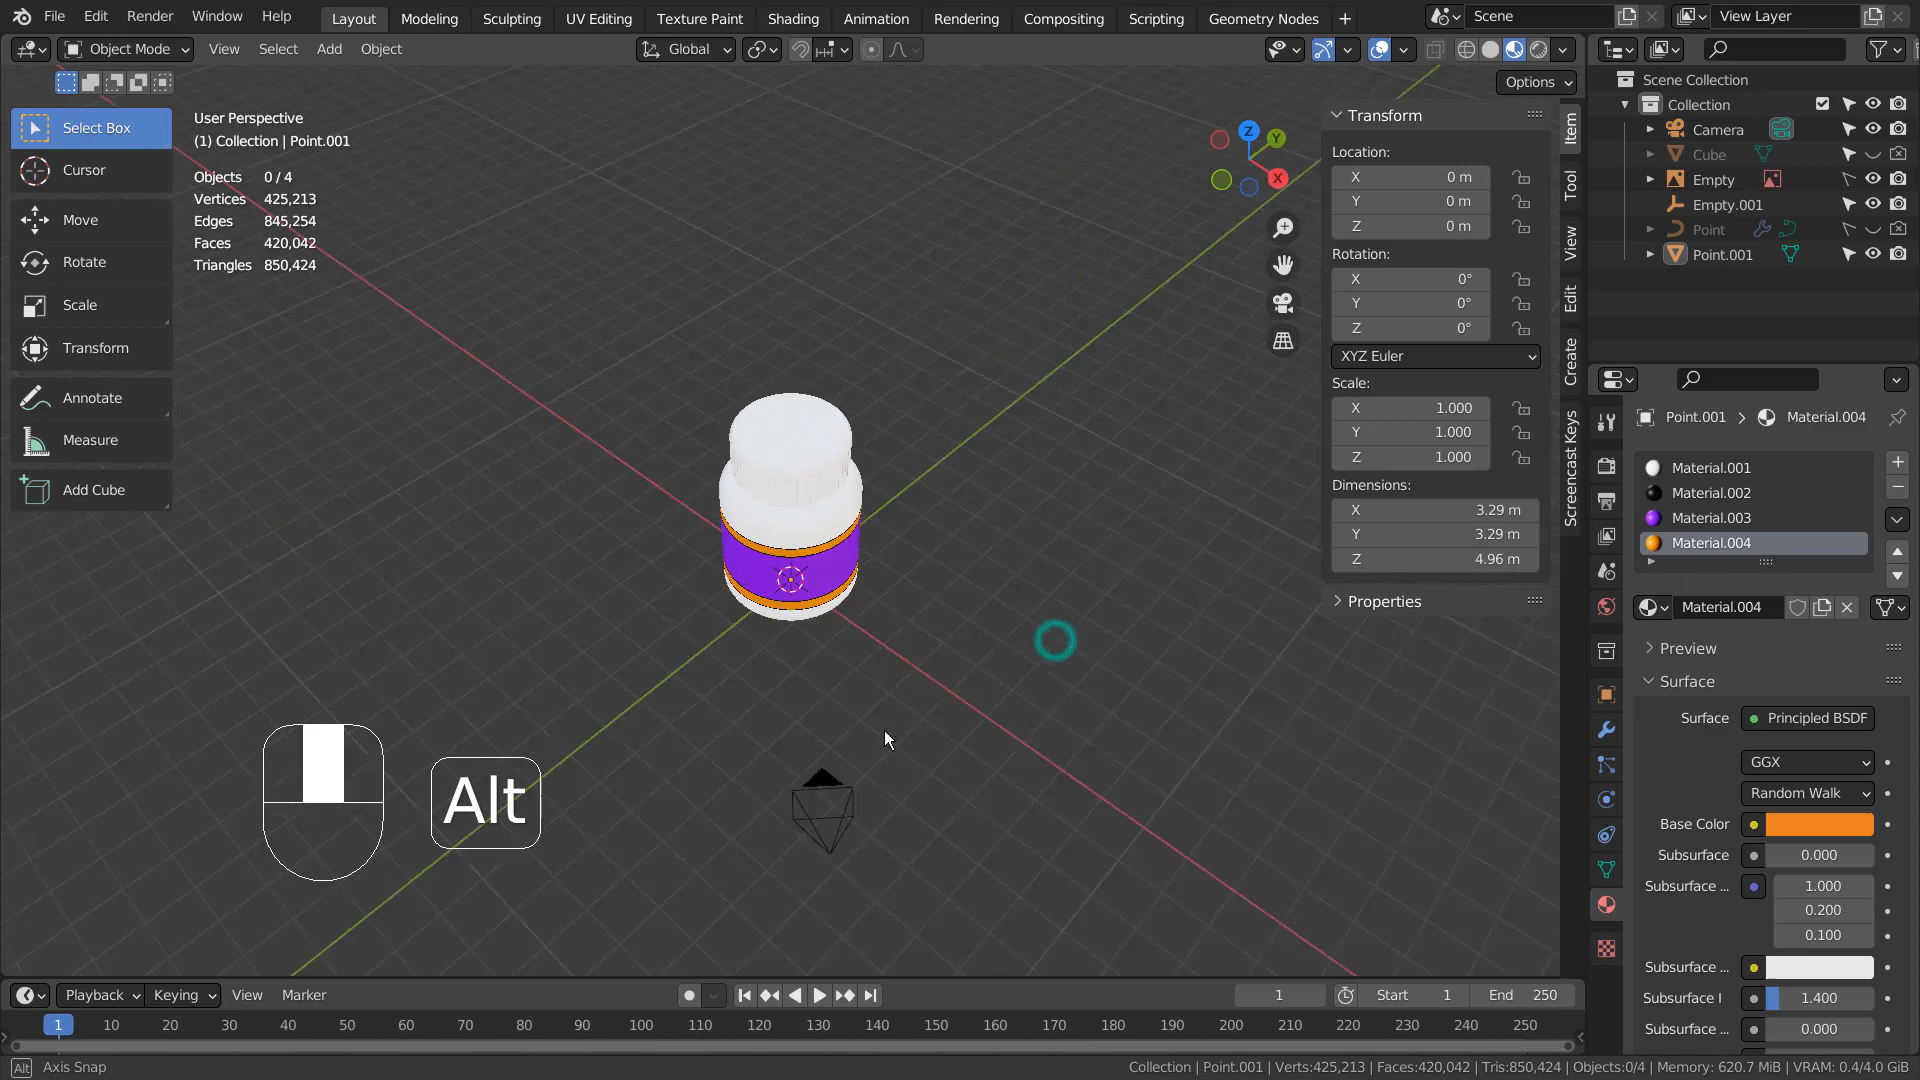 File Edit Render Window Help Layout Modeling Sculpting UV Editing Texture Paint Shading Animation Rendering Compositing Scripting Geometry Nodes + Scene View Layer
Object Mode View Select Add Object Global
Options
Select Box
Cursor
Move
Rotate
Scale
Transform
Annotate
Measure
Add Cube
User Perspective
(1) Collection | Point.001
Objects 0 / 4
Vertices 425,213
Edges 845,254
Faces 420,042
Triangles 850,424
Z Y X
Alt
Transform
Location:
X 0 m
Y 0 m
Z 0 m
Rotation:
X 0°
Y 0°
Z 0°
XYZ Euler
Scale:
X 1.000
Y 1.000
Z 1.000
Dimensions:
X 3.29 m
Y 3.29 m
Z 4.96 m
Properties
Item
Tool
View
Edit
Create
Screencast Keys
Scene Collection
Collection
Camera
Cube
Empty
Empty.001
Point
Point.001
Point.001 > Material.004
Material.001
Material.002
Material.003
Material.004
Material.004
Preview
Surface
Surface Principled BSDF
GGX
Random Walk
Base Color
Subsurface 0.000
Subsurface ... 1.000
0.200
0.100
Subsurface ...
Subsurface I 1.400
Subsurface ... 0.000
Playback Keying View Marker 1 Start 1 End 250
1 10 20 30 40 50 60 70 80 90 100 110 120 130 140 150 160 170 180 190 200 210 220 230 240 250
Alt Axis Snap Collection | Point.001 | Verts:425,213 | Faces:420,042 | Tris:850,424 | Objects:0/4 | Memory: 620.7 MiB | VRAM: 0.4/4.0 GiB